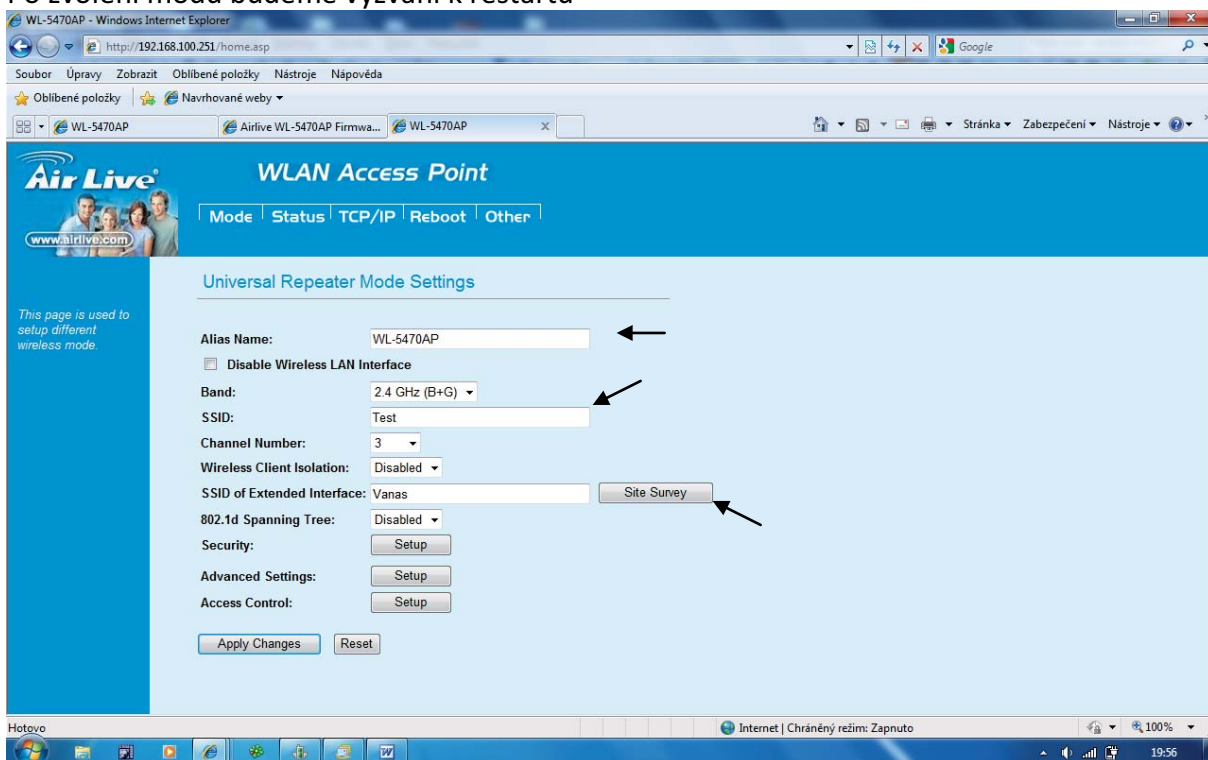 Po zvolení modu budeme vyzváni k restartu
WL-5470AP - Windows Internet Explorer
http://192.168.100.251/home.asp
Google
Soubor Úpravy Zobrazit Oblíbené položky Nástroje Nápověda
Oblíbené položky Navrhované weby
WL-5470AP Airlive WL-5470AP Firmwa... WL-5470AP x Stránka Zabezpečení Nástroje
Air Live®
www.airlive.com
WLAN Access Point
Mode Status TCP/IP Reboot Other
This page is used to
setup different
wireless mode.
Universal Repeater Mode Settings
Alias Name: WL-5470AP
Disable Wireless LAN Interface
Band: 2.4 GHz (B+G)
SSID: Test
Channel Number: 3
Wireless Client Isolation: Disabled
SSID of Extended Interface: Vanas Site Survey
802.1d Spanning Tree: Disabled
Security: Setup
Advanced Settings: Setup
Access Control: Setup
Apply Changes Reset
Hotovo Internet | Chráněný režim: Zapnuto 100%
19:56